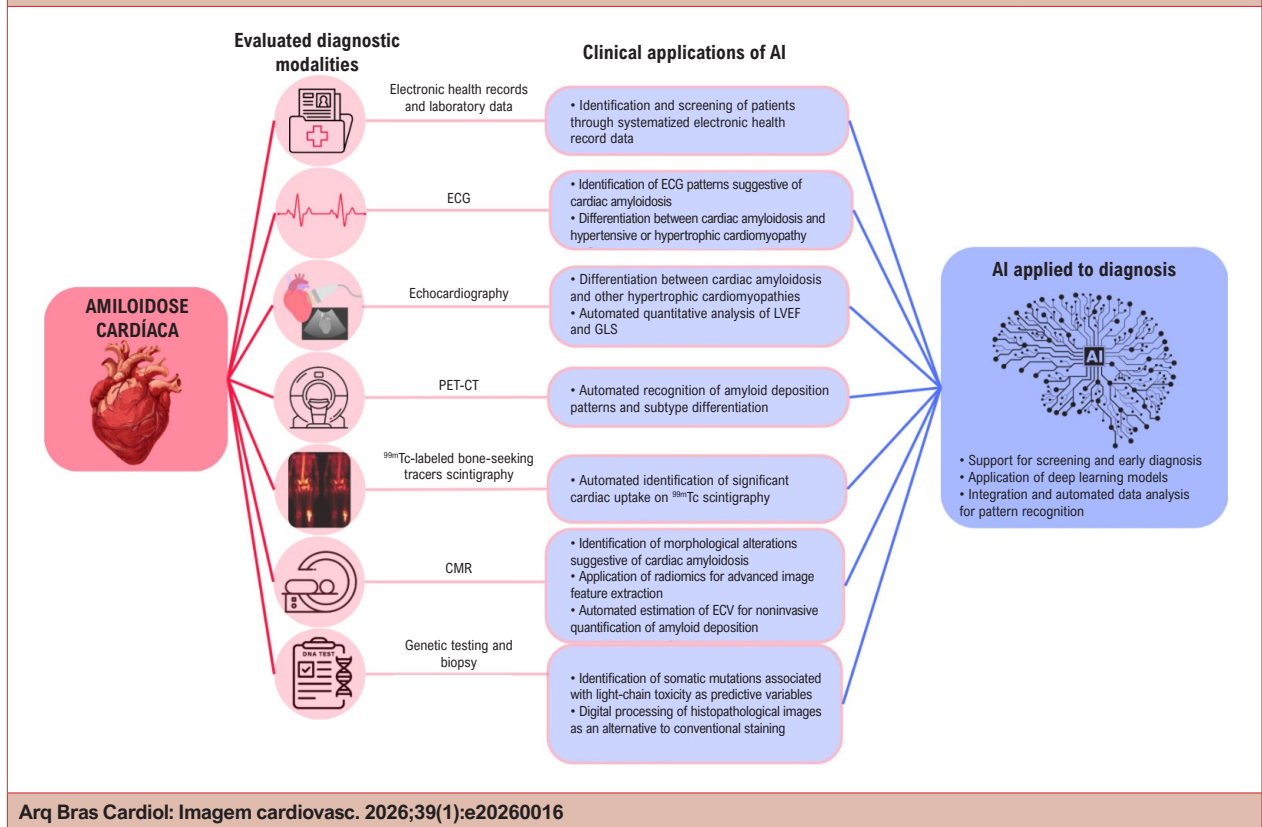 Evaluated diagnostic
modalities
Clinical applications of AI
Electronic health records
and laboratory data
• Identification and screening of patients
through systematized electronic health
record data
ECG
• Identification of ECG patterns suggestive of
cardiac amyloidosis
• Differentiation between cardiac amyloidosis and
hypertensive or hypertrophic cardiomyopathy
Echocardiography
• Differentiation between cardiac amyloidosis
and other hypertrophic cardiomyopathies
• Automated quantitative analysis of LVEF
and GLS
AMILOIDOSE
CARDÍACA
PET-CT
• Automated recognition of amyloid deposition
patterns and subtype differentiation
99mTc-labeled bone-seeking
tracers scintigraphy
• Automated identification of significant
cardiac uptake on 99mTc scintigraphy
CMR
• Identification of morphological alterations
suggestive of cardiac amyloidosis
• Application of radiomics for advanced image
feature extraction
• Automated estimation of ECV for noninvasive
quantification of amyloid deposition
Genetic testing and
biopsy
DNA TEST
• Identification of somatic mutations associated
with light-chain toxicity as predictive variables
• Digital processing of histopathological images
as an alternative to conventional staining
AI applied to diagnosis
AI
• Support for screening and early diagnosis
• Application of deep learning models
• Integration and automated data analysis
for pattern recognition
Arq Bras Cardiol: Imagem cardiovasc. 2026;39(1):e20260016